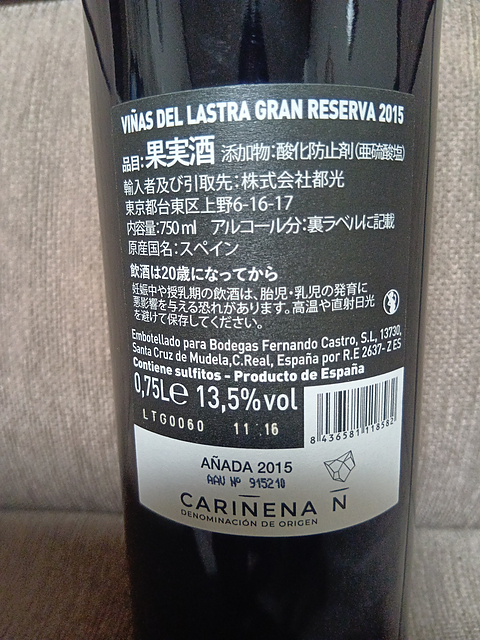 VIÑAS DEL LASTRA GRAN RESERVA 2015
品目:果実酒 添加物:酸化防止剤(亜硫酸塩)
輸入者及び引取先:株式会社都光
東京都台東区上野6-16-17
内容量:750ml アルコール分:裏ラベルに記載
原産国名:スペイン
飲酒は20歳になってから
妊娠中や授乳期の飲酒は、胎児・乳児の発育に
悪影響を与える恐れがあります。高温や直射日光
を避けて保存してください。
Embotellado para Bodegas Fernando Castro, S.L, 13730,
Santa Cruz de Mudela,C.Real, España por R.E 2637- Z ES
Contiene sulfitos - Producto de España
0,75L℮ 13,5%vol
LTG0060 11 .16
8 436581 118582
AÑADA 2015
AAU Nº 915210
CARIÑENA Ñ
DENOMINACIÓN DE ORIGEN